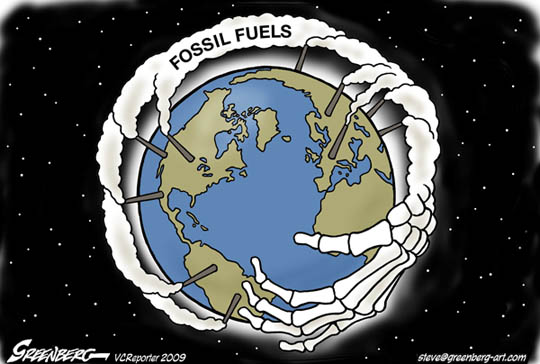 FOSSIL FUELS
GREENBERG
VCReporter 2009
steve@greenberg-art.com